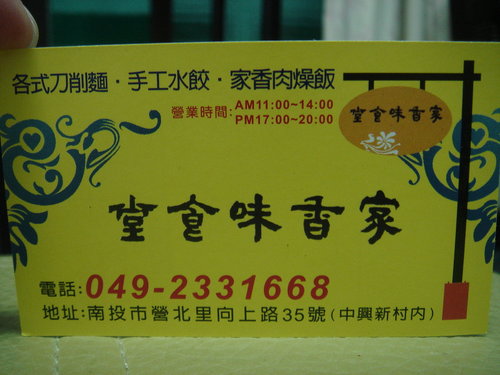 各式刀削麵・手工水餃・家香肉燥飯
營業時間:AM11:00~14:00
PM17:00~20:00
堂食味香家
堂食味香家
電話:049-2331668
地址:南投市營北里向上路35號(中興新村內)